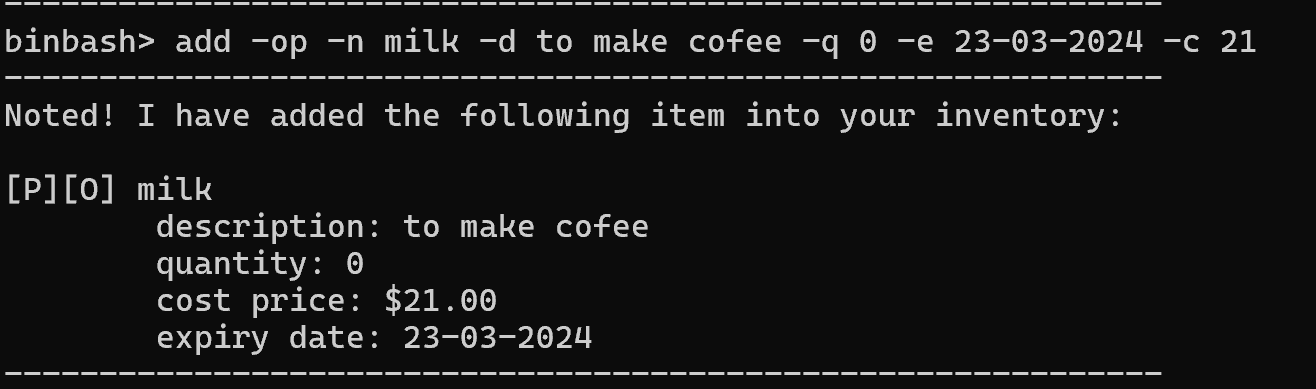 -------------------------------------------------------------
binbash> add -op -n milk -d to make cofee -q 0 -e 23-03-2024 -c 21
-------------------------------------------------------------
Noted! I have added the following item into your inventory:

[P][O] milk
        description: to make cofee
        quantity: 0
        cost price: $21.00
        expiry date: 23-03-2024
-------------------------------------------------------------